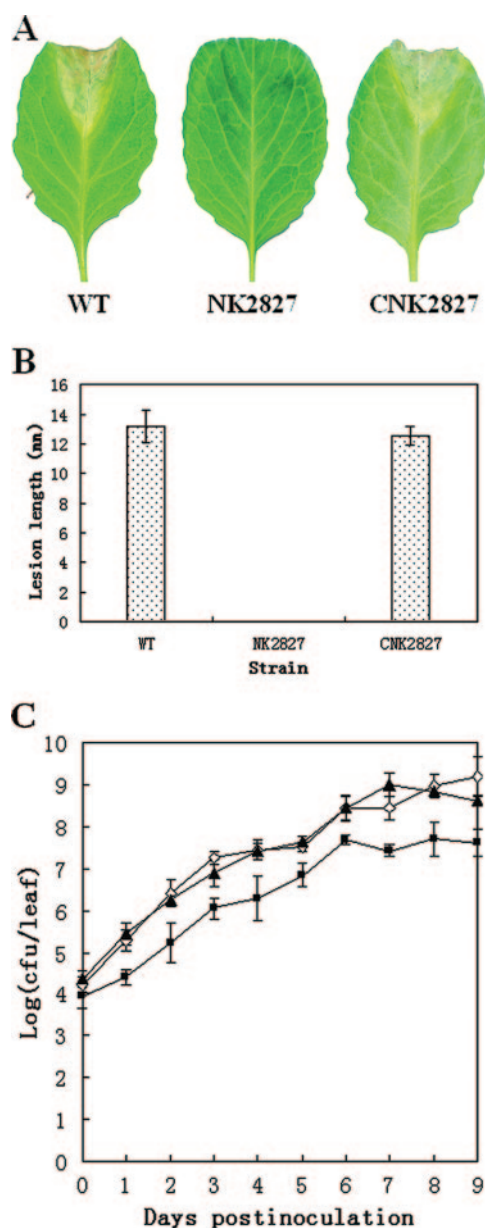 A
WT NK2827 CNK2827
B
16
14
12
10
8
6
4
2
0
Lesion length (mm)
WT NK2827 CNK2827
Strain
C
10
9
8
7
6
5
4
3
2
1
0
Log(cfu/leaf)
0 1 2 3 4 5 6 7 8 9
Days postinoculation